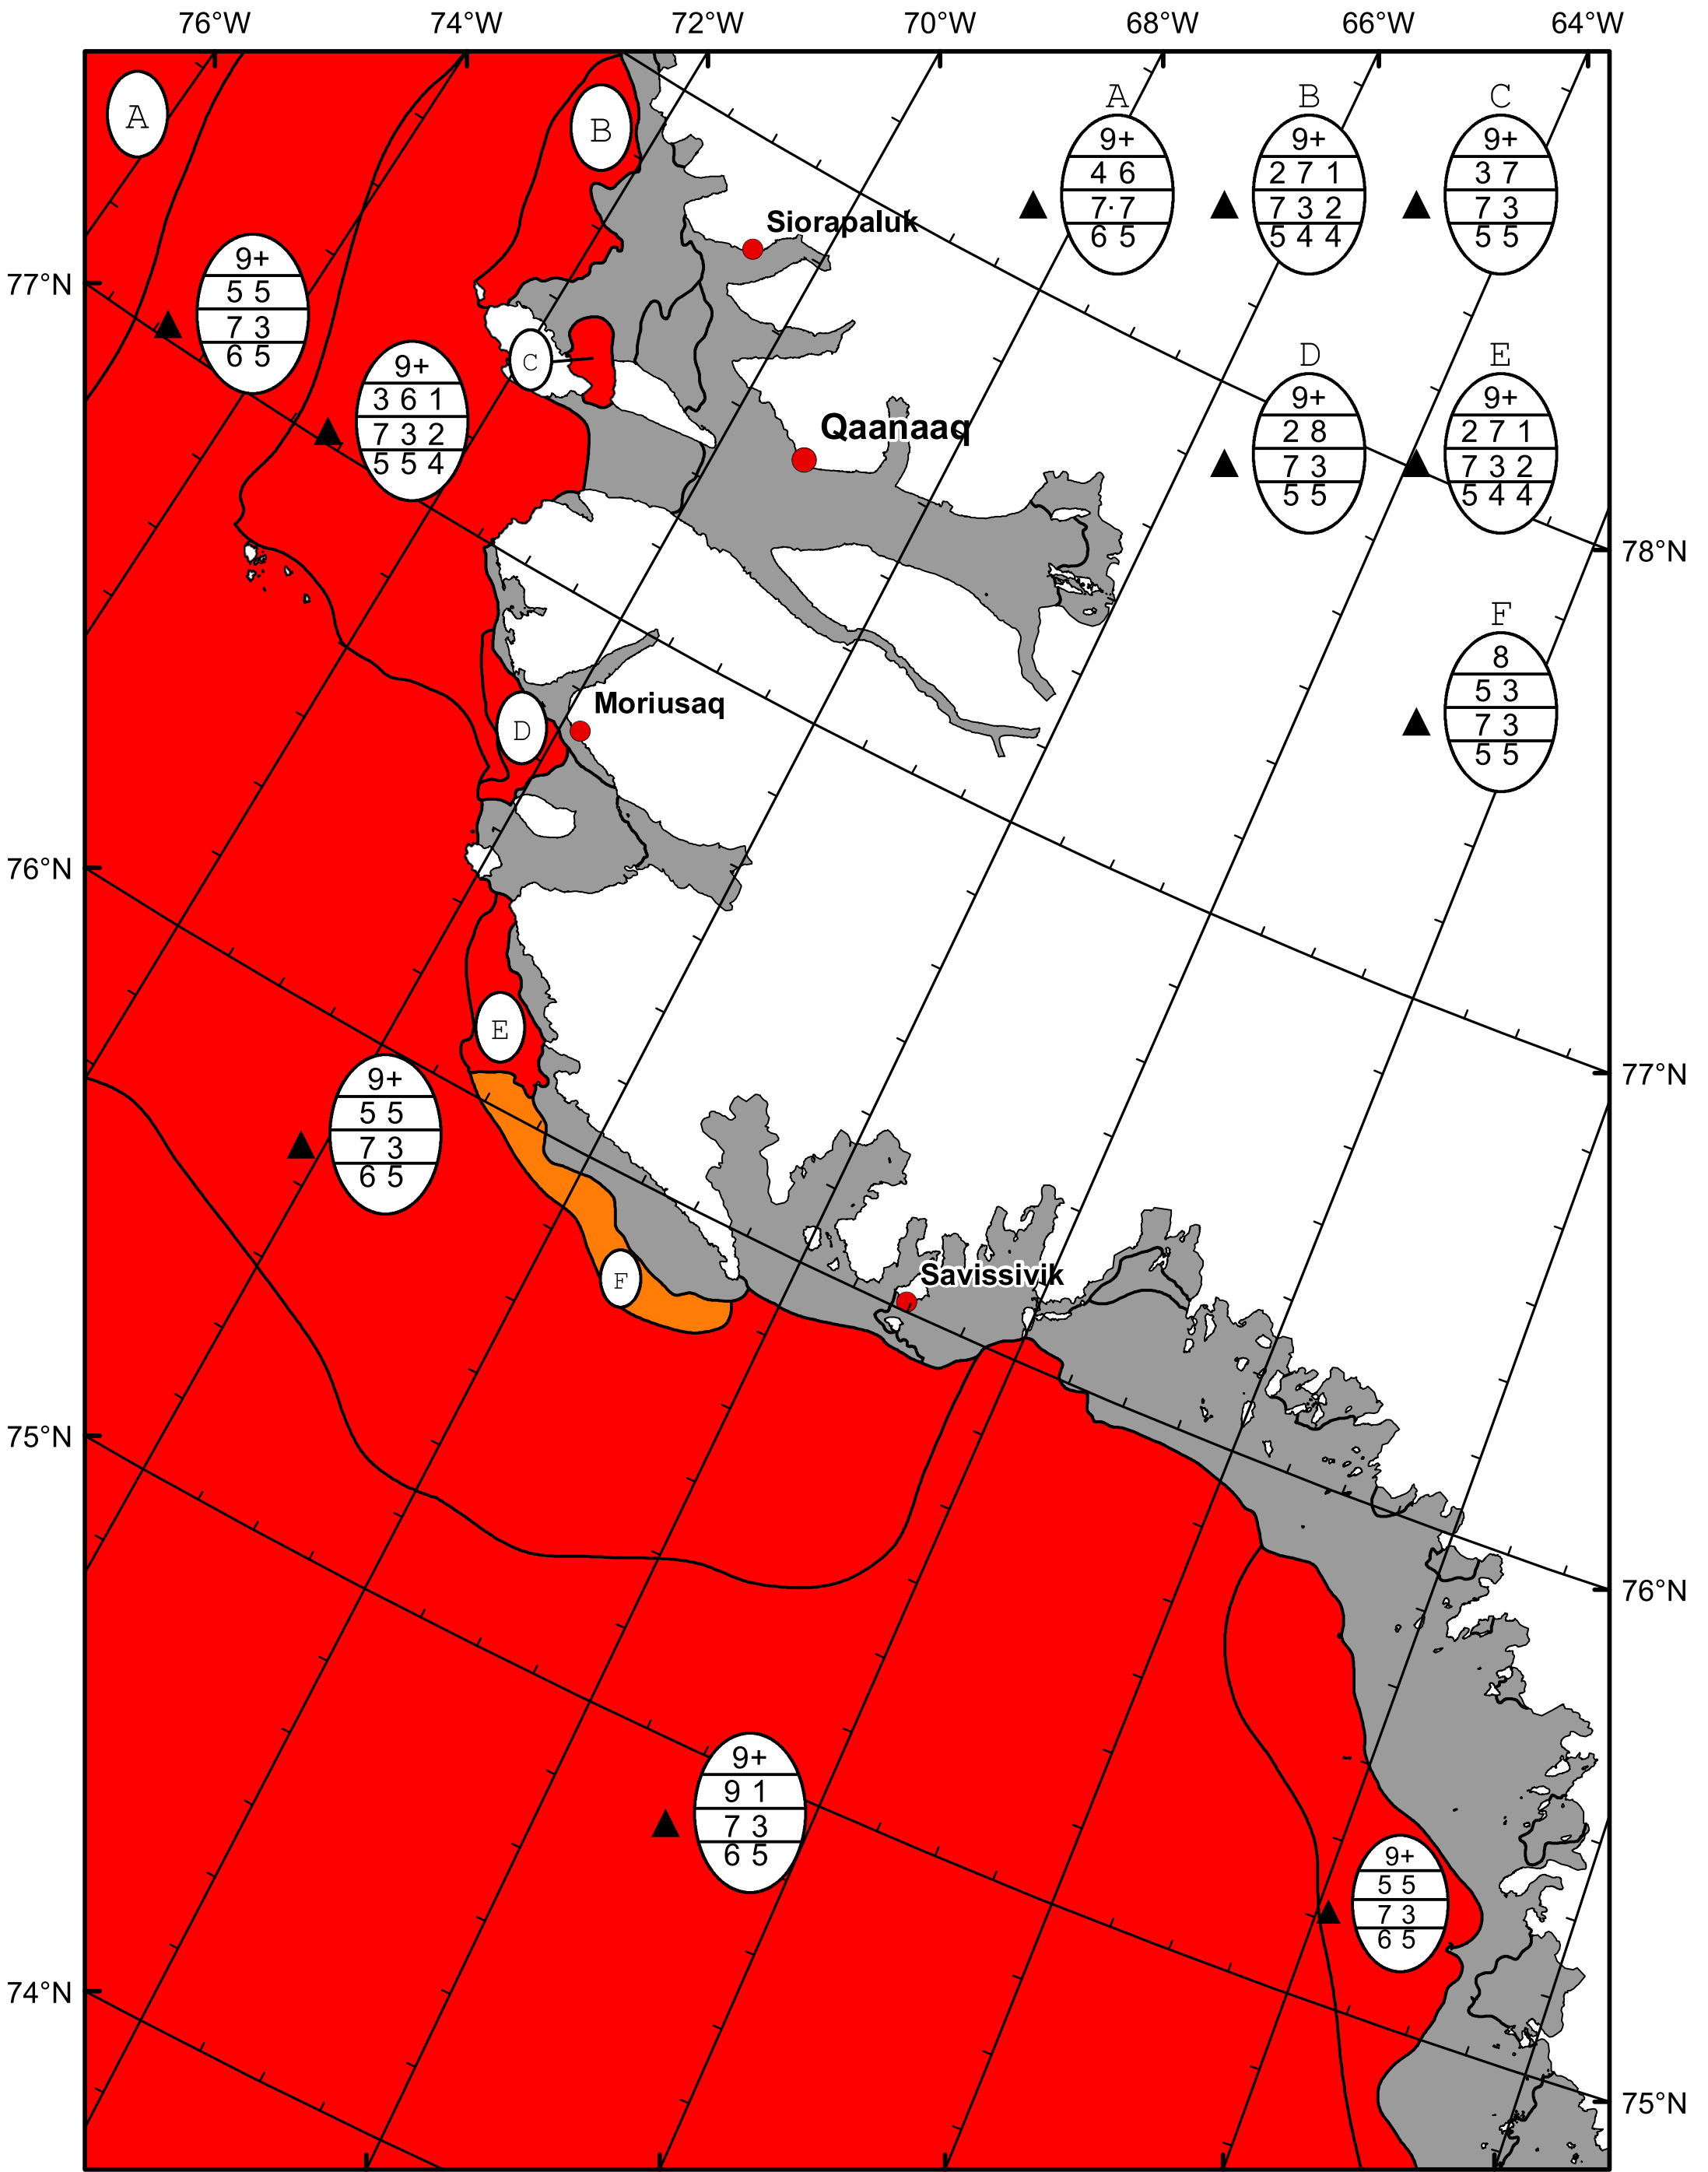 76°W 74°W 72°W 70°W 68°W 66°W 64°W
A
B
A B C
9+ 9+ 9+
4 6 2 7 1 3 7
7·7 7 3 2 7 3
6 5 5 4 4 5 5
Siorapaluk
77°N
9+
5 5
7 3
6 5
C
9+
3 6 1
7 3 2
5 5 4
D E
9+ 9+
2 8 2 7 1
7 3 7 3 2
5 5 5 4 4
Qaanaaq
78°N
F
8
5 3
7 3
5 5
Moriusaq
D
76°N
E
77°N
9+
5 5
7 3
6 5
F
Savissivik
75°N
76°N
9+
9 1
7 3
6 5
9+
5 5
7 3
6 5
74°N
75°N